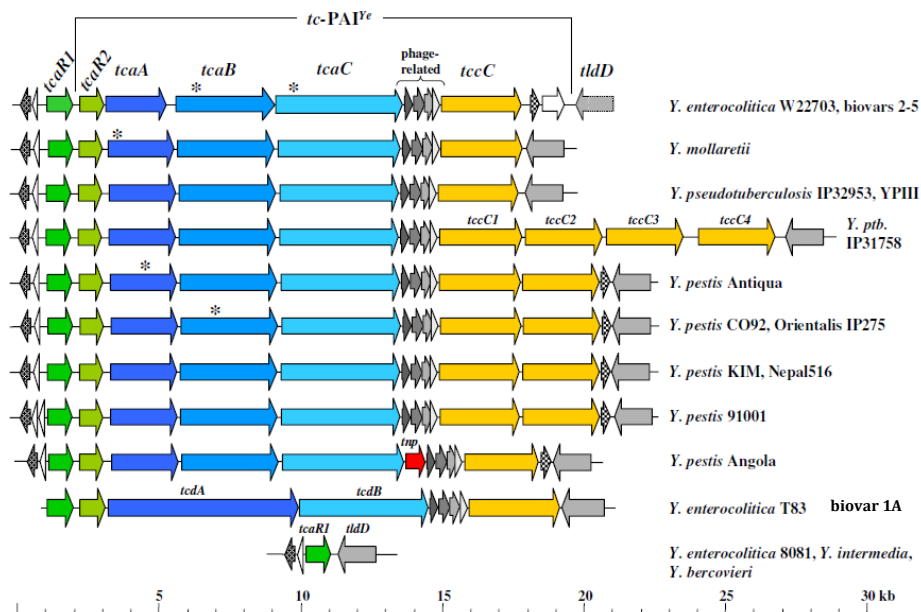 tc-PAI^Ye
tcaR1 tcaR2 tcaA tcaB tcaC phage-related tccC tldD
* *
Y. enterocolitica W22703, biovars 2-5
*
Y. mollaretii
Y. pseudotuberculosis IP32953, YPIII
tccC1 tccC2 tccC3 tccC4
Y. ptb.
IP31758
*
Y. pestis Antiqua
*
Y. pestis CO92, Orientalis IP275
Y. pestis KIM, Nepal516
Y. pestis 91001
tnp
Y. pestis Angola
tcdA tcdB
Y. enterocolitica T83 biovar 1A
tcaR1 tldD
Y. enterocolitica 8081, Y. intermedia,
Y. bercovieri
0 5 10 15 20 25 30 kb